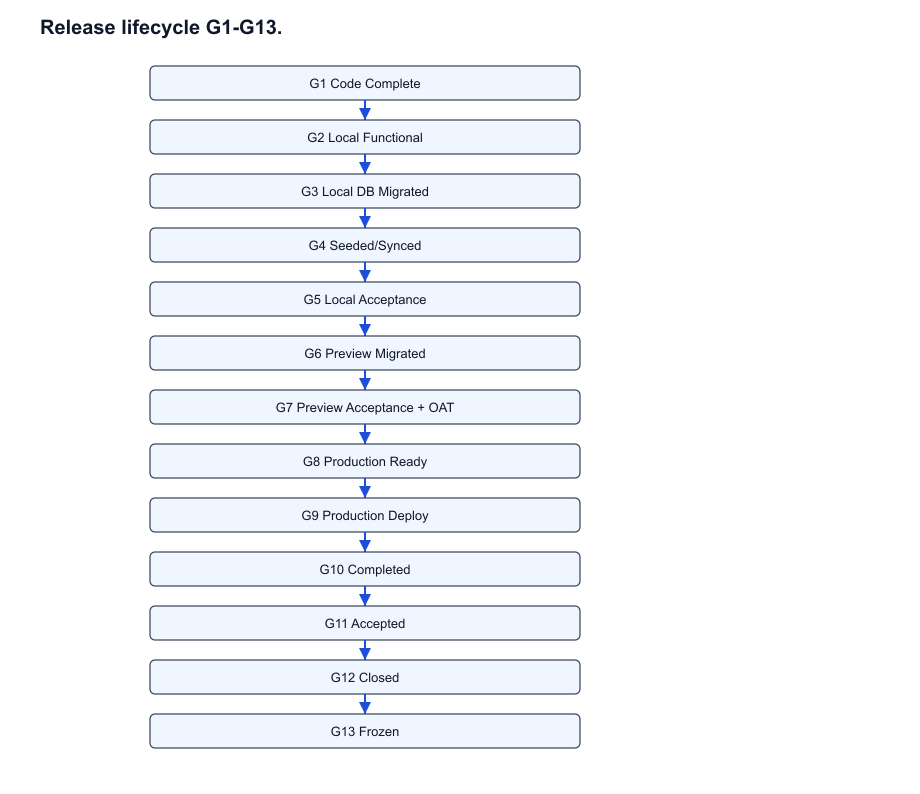 Release lifecycle G1-G13.
G1 Code Complete
G2 Local Functional
G3 Local DB Migrated
G4 Seeded/Synced
G5 Local Acceptance
G6 Preview Migrated
G7 Preview Acceptance + OAT
G8 Production Ready
G9 Production Deploy
G10 Completed
G11 Accepted
G12 Closed
G13 Frozen